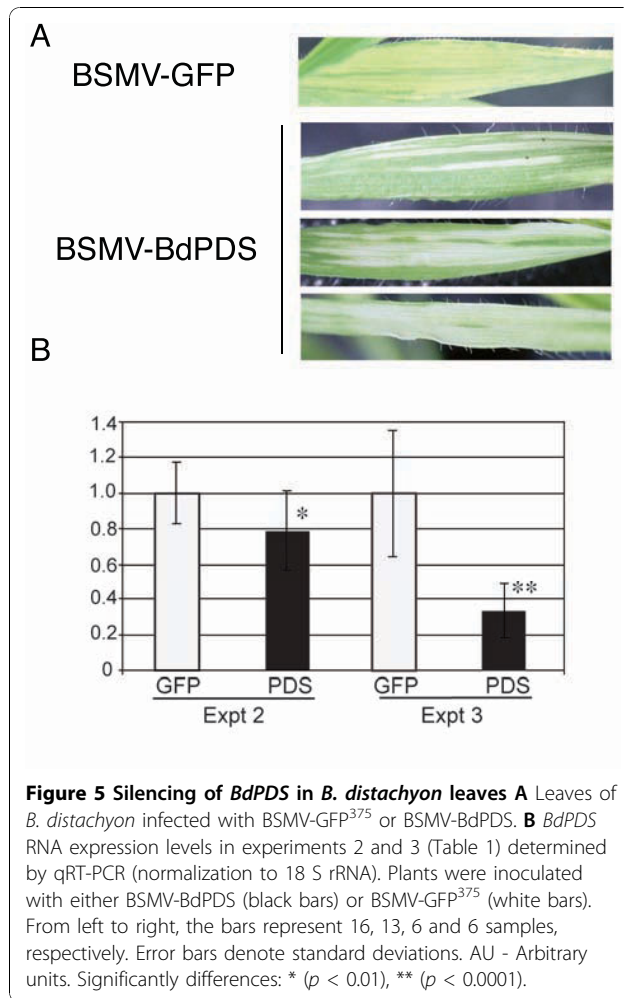 A
BSMV-GFP
BSMV-BdPDS
B
1.4
1.2
1.0
0.8
0.6
0.4
0.2
0
*
**
GFP PDS GFP PDS
Expt 2 Expt 3
Figure 5 Silencing of BdPDS in B. distachyon leaves A Leaves of
B. distachyon infected with BSMV-GFP375 or BSMV-BdPDS. B BdPDS
RNA expression levels in experiments 2 and 3 (Table 1) determined
by qRT-PCR (normalization to 18 S rRNA). Plants were inoculated
with either BSMV-BdPDS (black bars) or BSMV-GFP375 (white bars).
From left to right, the bars represent 16, 13, 6 and 6 samples,
respectively. Error bars denote standard deviations. AU - Arbitrary
units. Significantly differences: * (p < 0.01), ** (p < 0.0001).